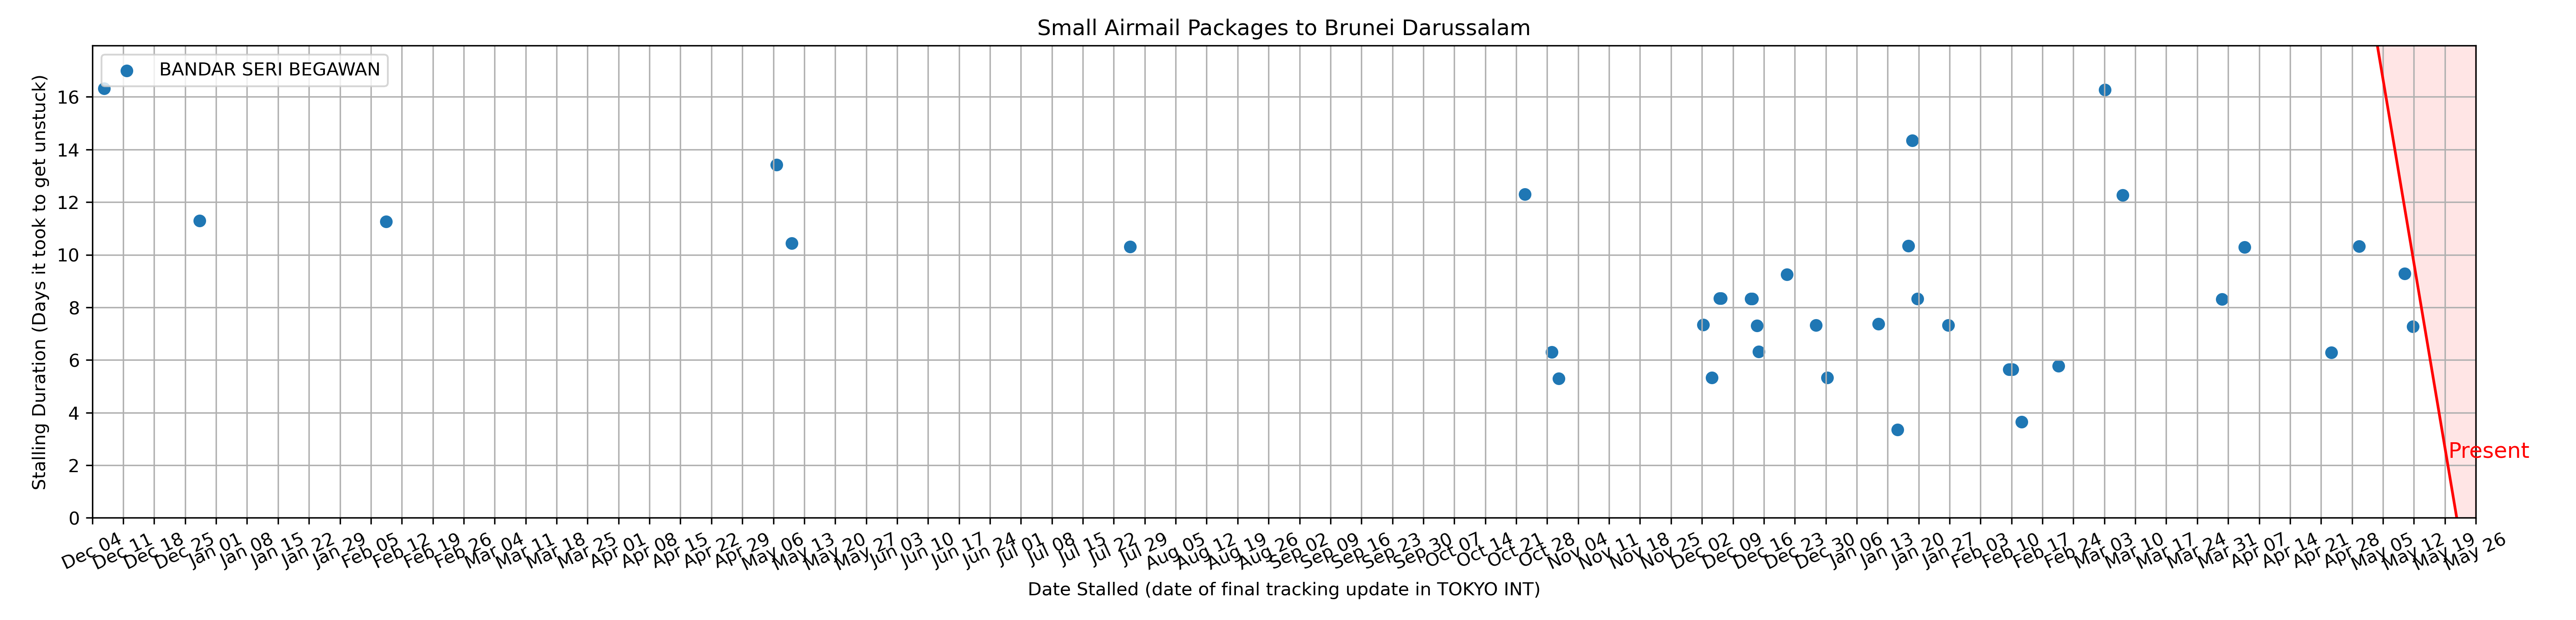 Small Airmail Packages to Brunei Darussalam
BANDAR SERI BEGAWAN
Stalling Duration (Days it took to get unstuck)
16
14
12
10
8
6
4
2
0
Present
Dec 04
Dec 11
Dec 18
Dec 25
Jan 01
Jan 08
Jan 15
Jan 22
Jan 29
Feb 05
Feb 12
Feb 19
Feb 26
Mar 04
Mar 11
Mar 18
Mar 25
Apr 01
Apr 08
Apr 15
Apr 22
Apr 29
May 06
May 13
May 20
May 27
Jun 03
Jun 10
Jun 17
Jun 24
Jul 01
Jul 08
Jul 15
Jul 22
Jul 29
Aug 05
Aug 12
Aug 19
Aug 26
Sep 02
Sep 09
Sep 16
Sep 23
Sep 30
Oct 07
Oct 14
Oct 21
Oct 28
Nov 04
Nov 11
Nov 18
Nov 25
Dec 02
Dec 09
Dec 16
Dec 23
Dec 30
Jan 06
Jan 13
Jan 20
Jan 27
Feb 03
Feb 10
Feb 17
Feb 24
Mar 03
Mar 10
Mar 17
Mar 24
Mar 31
Apr 07
Apr 14
Apr 21
Apr 28
May 05
May 12
May 19
May 26
Date Stalled (date of final tracking update in TOKYO INT)